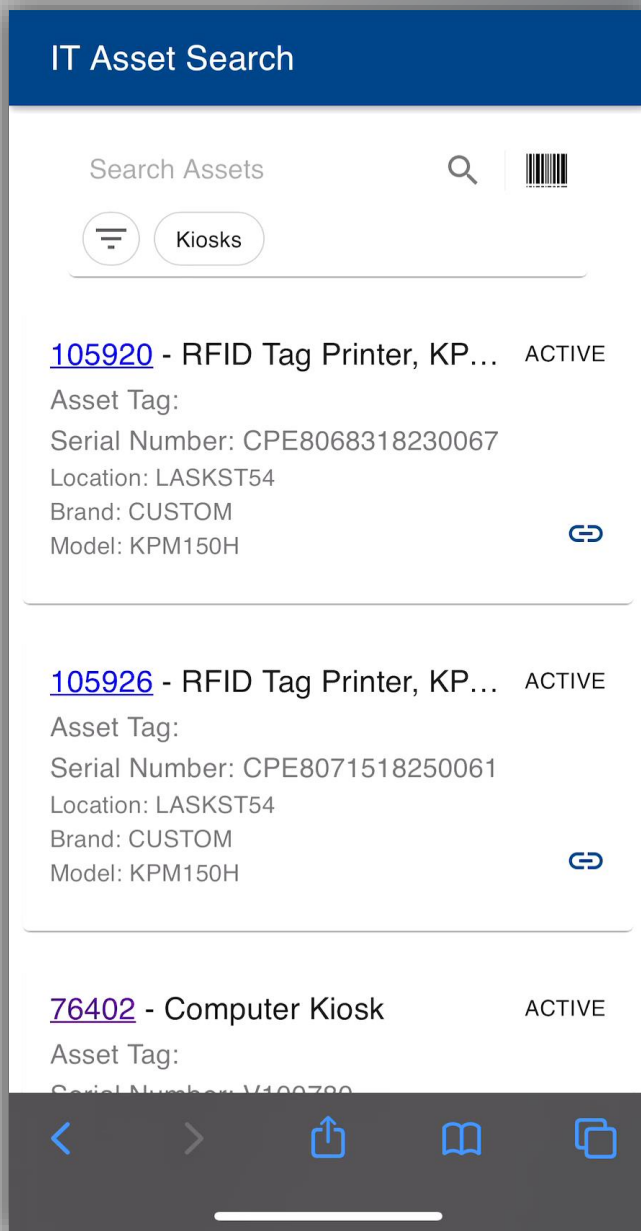 IT Asset Search
Search Assets
Kiosks
105920 - RFID Tag Printer, KP... ACTIVE
Asset Tag:
Serial Number: CPE8068318230067
Location: LASKST54
Brand: CUSTOM
Model: KPM150H
105926 - RFID Tag Printer, KP... ACTIVE
Asset Tag:
Serial Number: CPE8071518250061
Location: LASKST54
Brand: CUSTOM
Model: KPM150H
76402 - Computer Kiosk ACTIVE
Asset Tag:
Serial Number: